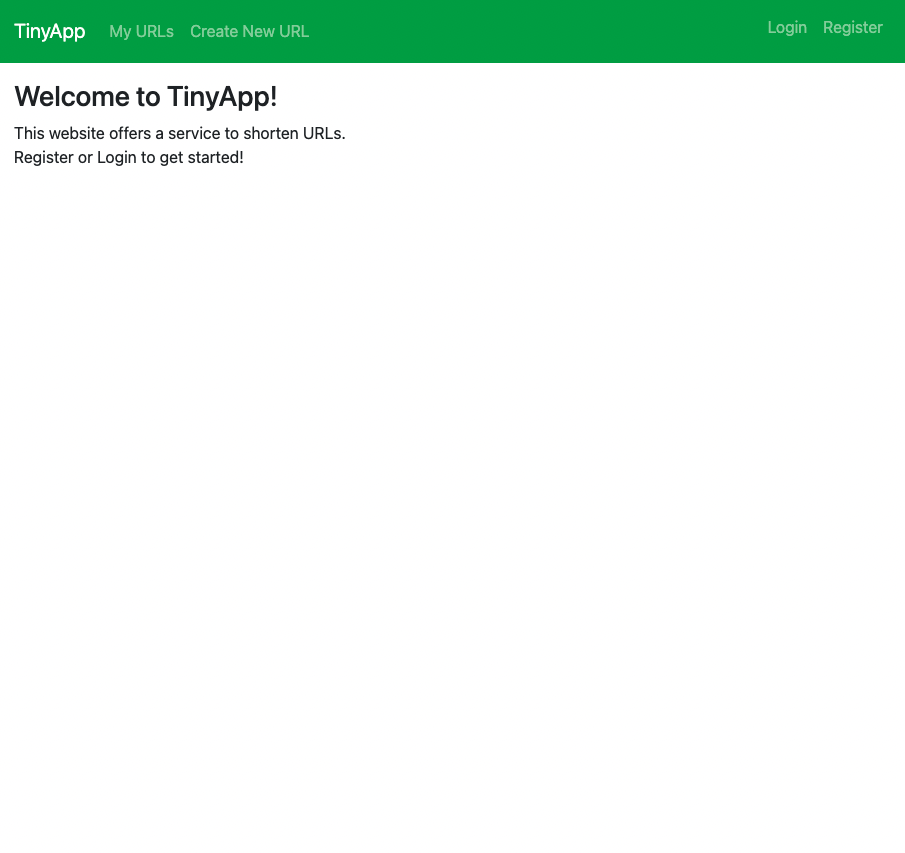 TinyApp My URLs Create New URL Login Register
Welcome to TinyApp!
This website offers a service to shorten URLs.
Register or Login to get started!